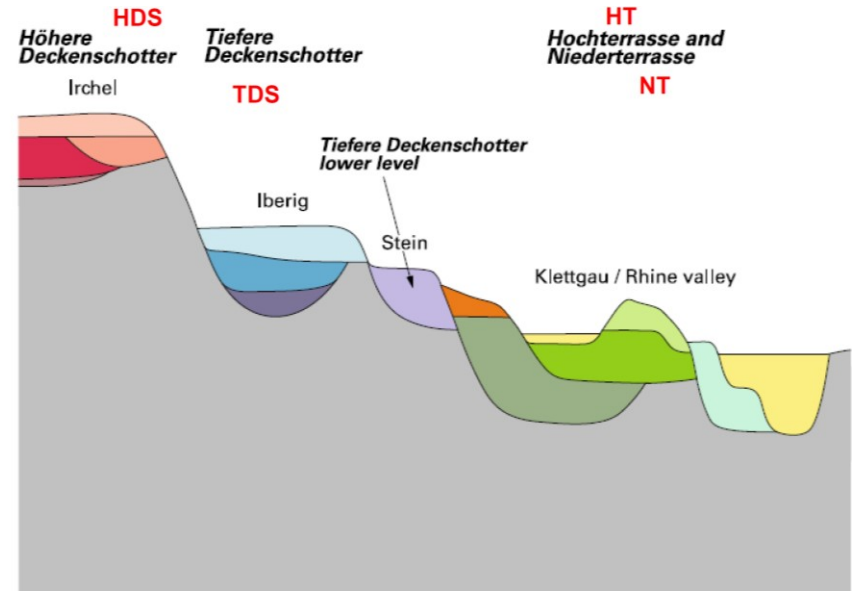 HDS
Höhere
Deckenschotter
Irchel
Tiefere
Deckenschotter
TDS
HT
Hochterrasse and
Niederterrasse
NT
Tiefere Deckenschotter
lower level
Iberig
Stein
Klettgau / Rhine valley